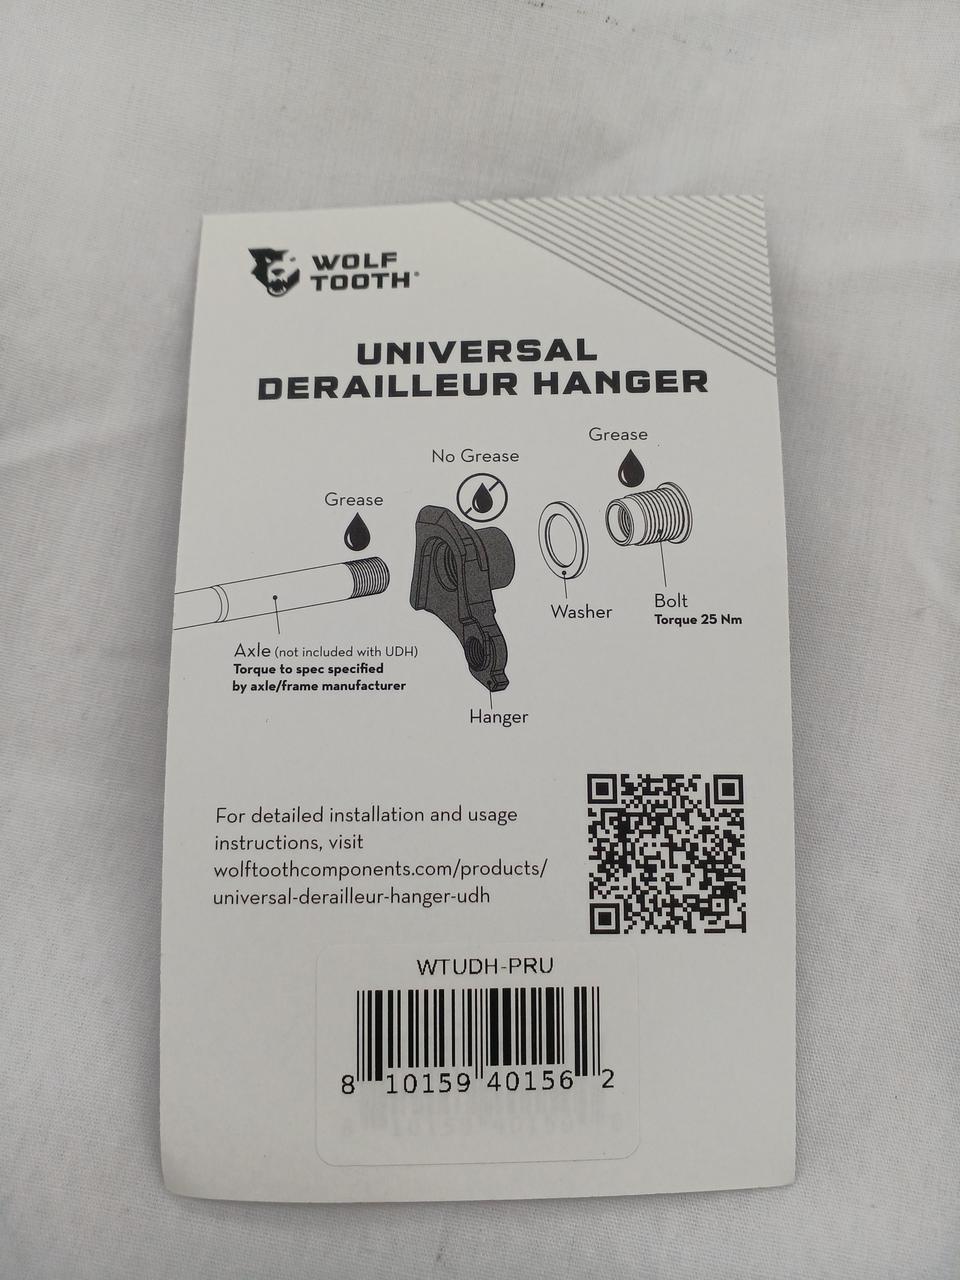 WOLF
TOOTH
UNIVERSAL
DERAILLEUR HANGER
Grease
No Grease
Grease
Washer
Bolt
Torque 25 Nm
Axle (not included with UDH)
Torque to spec specified
by axle/frame manufacturer
Hanger
For detailed installation and usage
instructions, visit
wolftoothcomponents.com/products/
universal-derailleur-hanger-udh
WTUDH-PRU
8 10159 40156 2